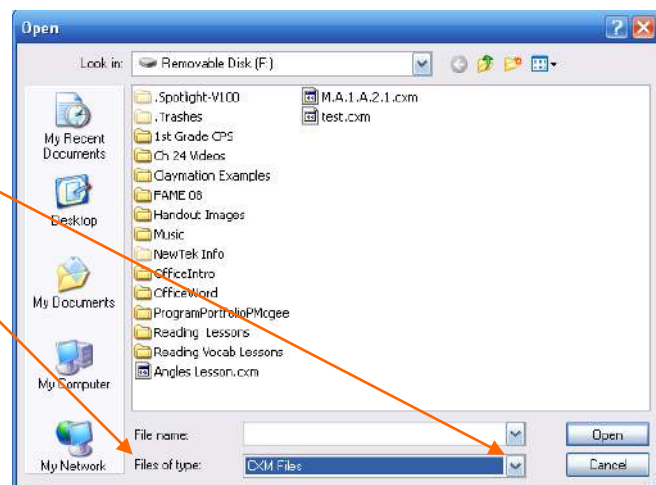 Open
Look in: Removable Disk (F:)
My Recent
Documents
Desktop
My Documents
My Computer
My Network
.Spotlight-V100
.Trashes
1st Grade CPS
Ch 24 Videos
Claymation Examples
FAME 08
Handout Images
Music
NewTek Info
OfficeIntro
OfficeWord
ProgramPortfolioPMcgee
Reading Lessons
Reading Vocab Lessons
Angles Lesson.cxm
M.A.1.A.2.1.cxm
test.cxm
File name:
Open
Files of type: CXM Files
Cancel